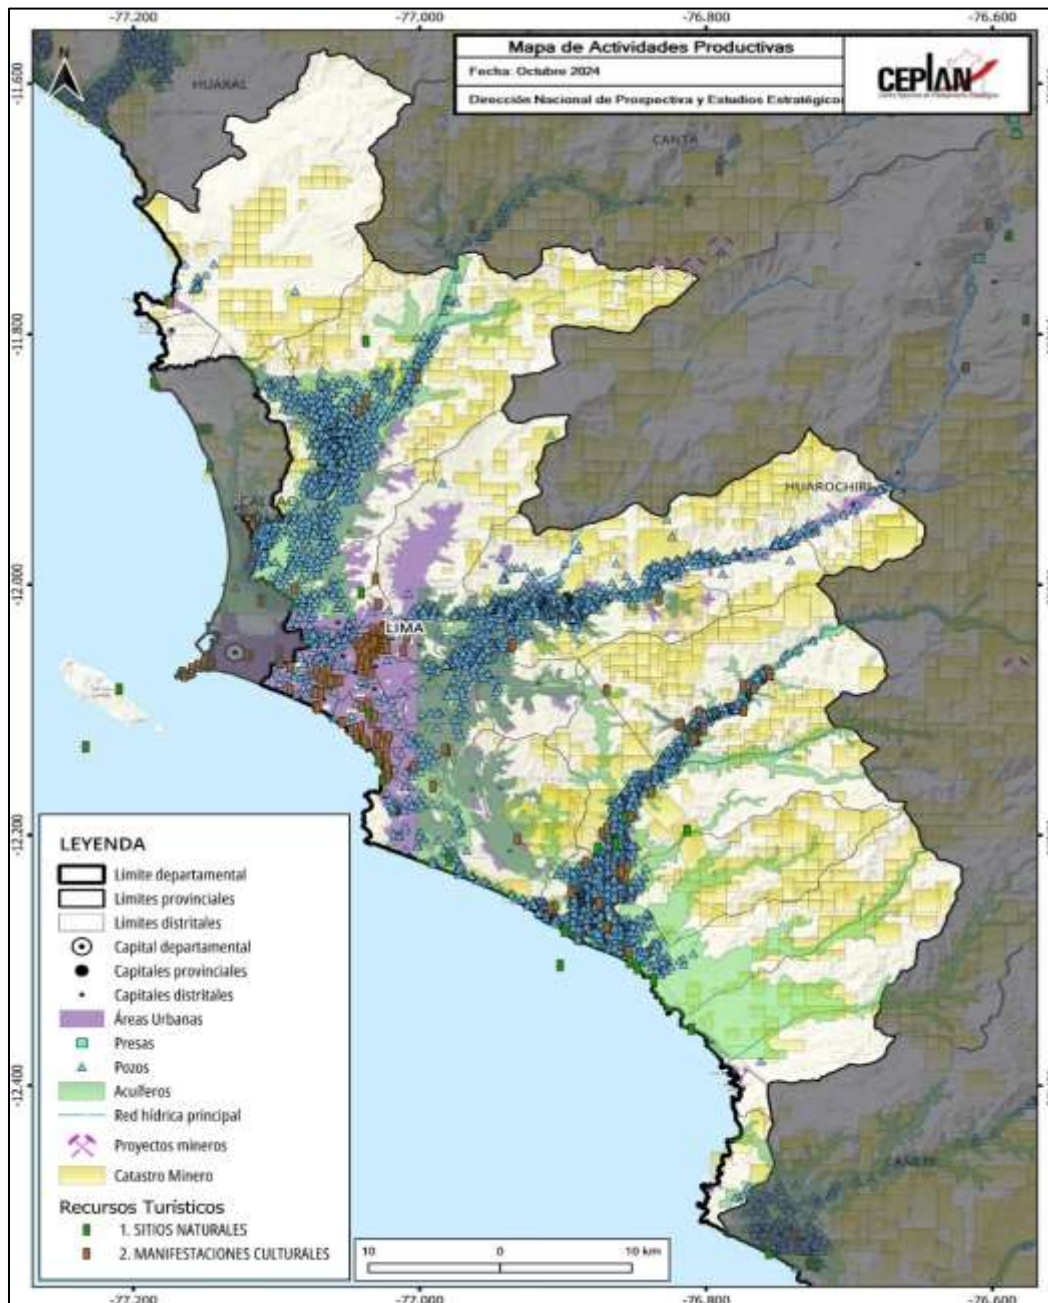 -77.200
-77.000
-76.800
-76.600
Mapa de Actividades Productivas
Fecha: Octubre 2024
Dirección Nacional de Prospectiva y Estudios Estratégico
CEPLAN
N
-11.600
-11.800
-12.000
-12.200
-12.400
HUARAL
CANTA
HUAROCHIRI
LIMA
CAÑETE
LEYENDA
Límite departamental
Límites provinciales
Límites distritales
Capital departamental
Capitales provinciales
Capitales distritales
Áreas Urbanas
Presas
Pozos
Acuíferos
Red hídrica principal
Proyectos mineros
Catastro Minero
Recursos Turísticos
1. SITIOS NATURALES
2. MANIFESTACIONES CULTURALES
10 0 10 km
-77.200
-77.000
-76.800
-76.600